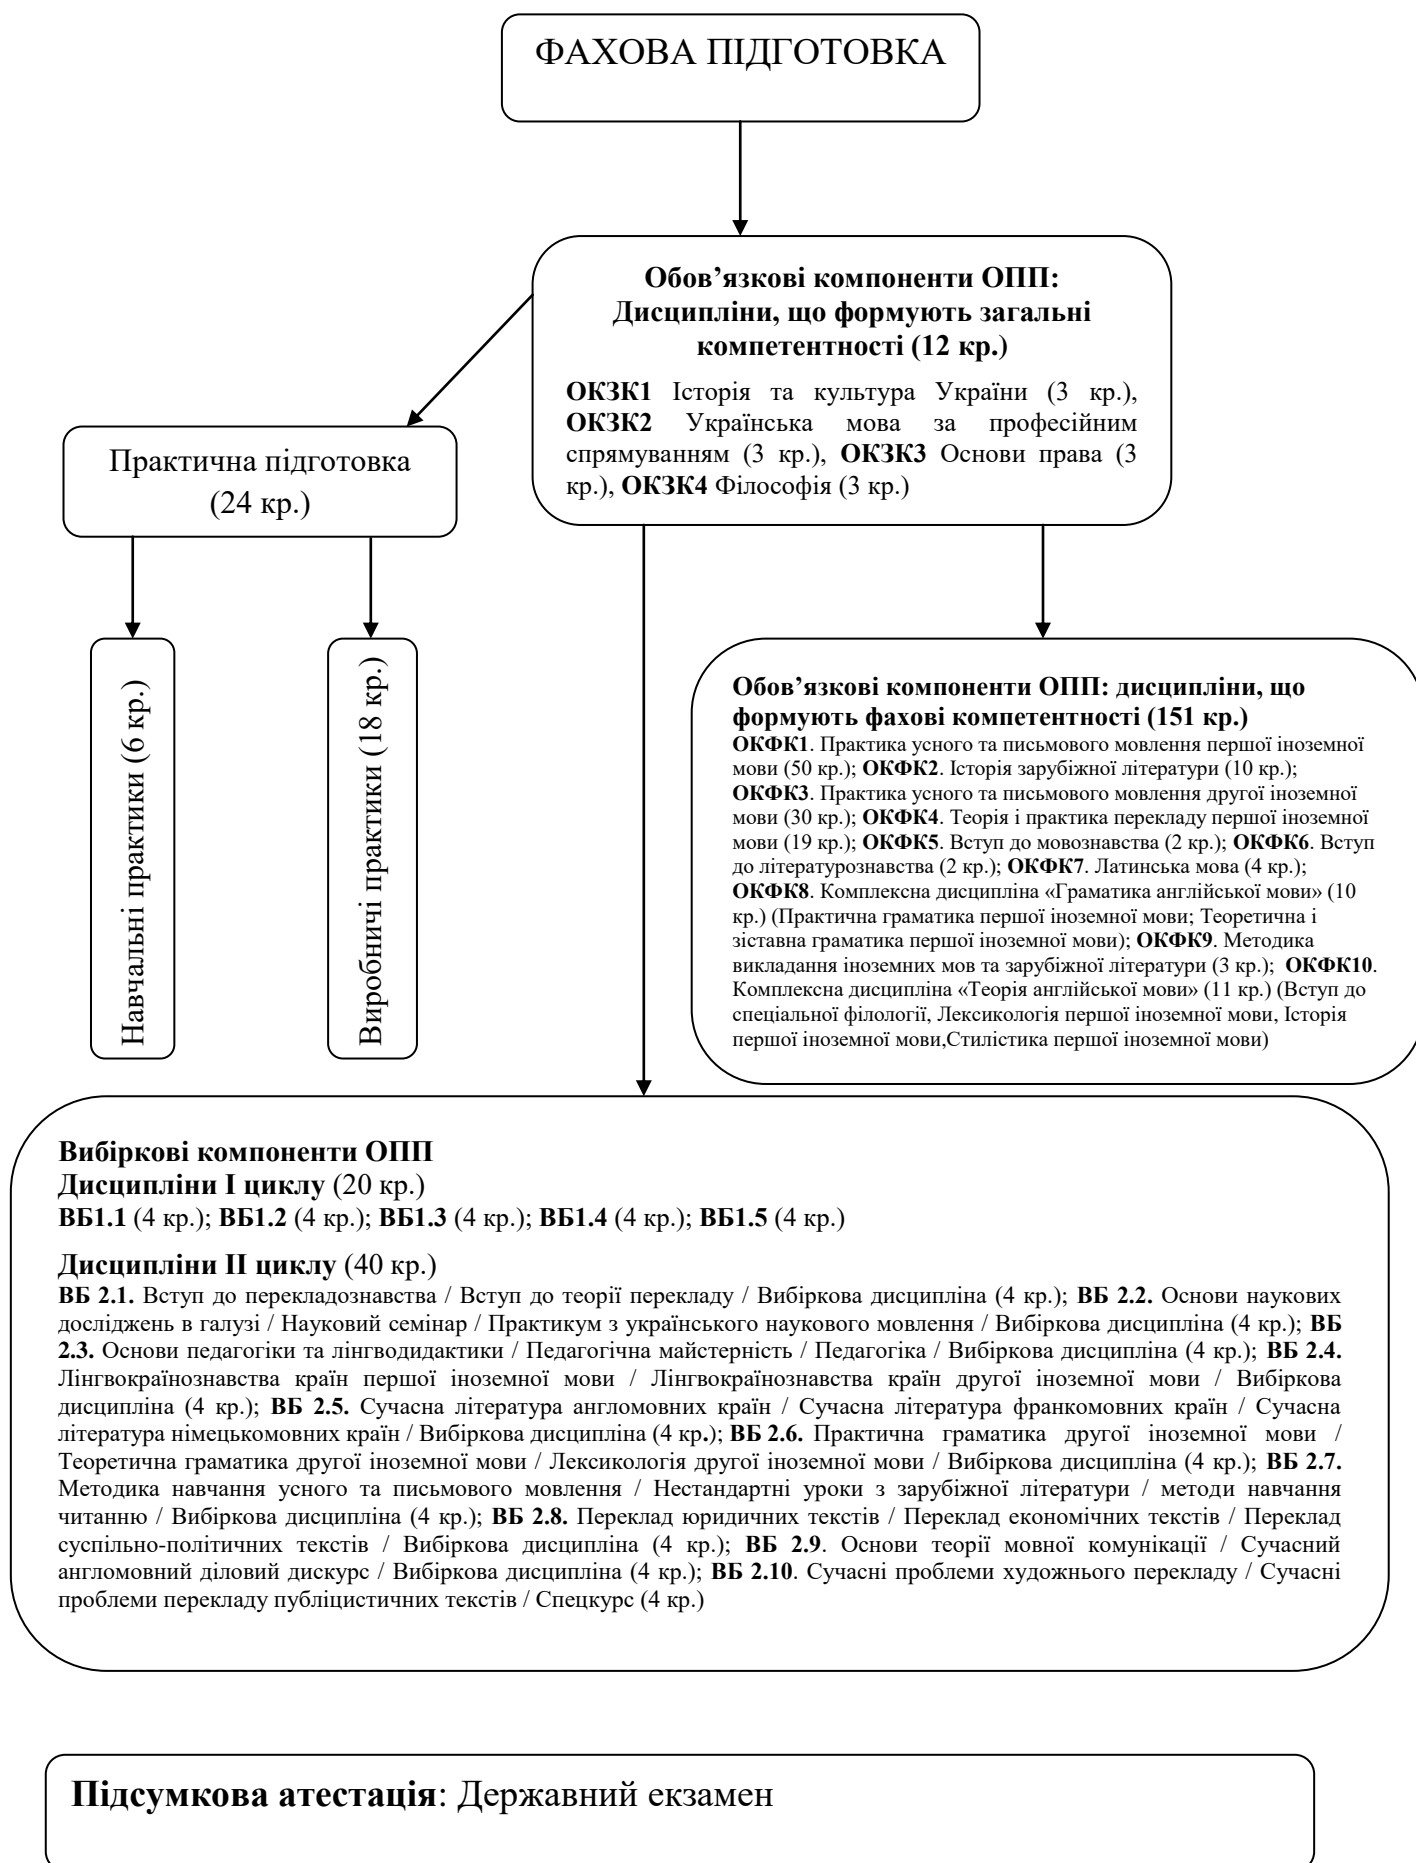 ФАХОВА ПІДГОТОВКА
Обов’язкові компоненти ОПП:
Дисципліни, що формують загальні
компетентності (12 кр.)
ОКЗК1 Історія та культура України (3 кр.),
ОКЗК2 Українська мова за професійним
спрямуванням (3 кр.), ОКЗК3 Основи права (3
кр.), ОКЗК4 Філософія (3 кр.)
Практична підготовка
(24 кр.)
Навчальні практики (6 кр.)
Виробничі практики (18 кр.)
Обов’язкові компоненти ОПП: дисципліни, що
формують фахові компетентності (151 кр.)
ОКФК1. Практика усного та письмового мовлення першої іноземної
мови (50 кр.); ОКФК2. Історія зарубіжної літератури (10 кр.);
ОКФК3. Практика усного та письмового мовлення другої іноземної
мови (30 кр.); ОКФК4. Теорія і практика перекладу першої іноземної
мови (19 кр.); ОКФК5. Вступ до мовознавства (2 кр.); ОКФК6. Вступ
до літературознавства (2 кр.); ОКФК7. Латинська мова (4 кр.);
ОКФК8. Комплексна дисципліна «Граматика англійської мови» (10
кр.) (Практична граматика першої іноземної мови; Теоретична і
зіставна граматика першої іноземної мови); ОКФК9. Методика
викладання іноземних мов та зарубіжної літератури (3 кр.); ОКФК10.
Комплексна дисципліна «Теорія англійської мови» (11 кр.) (Вступ до
спеціальної філології, Лексикологія першої іноземної мови, Історія
першої іноземної мови,Стилістика першої іноземної мови)
Вибіркові компоненти ОПП
Дисципліни І циклу (20 кр.)
ВБ1.1 (4 кр.); ВБ1.2 (4 кр.); ВБ1.3 (4 кр.); ВБ1.4 (4 кр.); ВБ1.5 (4 кр.)
Дисципліни ІІ циклу (40 кр.)
ВБ 2.1. Вступ до перекладознавства / Вступ до теорії перекладу / Вибіркова дисципліна (4 кр.); ВБ 2.2. Основи наукових
досліджень в галузі / Науковий семінар / Практикум з українського наукового мовлення / Вибіркова дисципліна (4 кр.); ВБ
2.3. Основи педагогіки та лінгводидактики / Педагогічна майстерність / Педагогіка / Вибіркова дисципліна (4 кр.); ВБ 2.4.
Лінгвокраїнознавства країн першої іноземної мови / Лінгвокраїнознавства країн другої іноземної мови / Вибіркова
дисципліна (4 кр.); ВБ 2.5. Сучасна література англомовних країн / Сучасна література франкомовних країн / Сучасна
література німецькомовних країн / Вибіркова дисципліна (4 кр.); ВБ 2.6. Практична граматика другої іноземної мови /
Теоретична граматика другої іноземної мови / Лексикологія другої іноземної мови / Вибіркова дисципліна (4 кр.); ВБ 2.7.
Методика навчання усного та письмового мовлення / Нестандартні уроки з зарубіжної літератури / методи навчання
читанню / Вибіркова дисципліна (4 кр.); ВБ 2.8. Переклад юридичних текстів / Переклад економічних текстів / Переклад
суспільно-політичних текстів / Вибіркова дисципліна (4 кр.); ВБ 2.9. Основи теорії мовної комунікації / Сучасний
англомовний діловий дискурс / Вибіркова дисципліна (4 кр.); ВБ 2.10. Сучасні проблеми художнього перекладу / Сучасні
проблеми перекладу публіцистичних текстів / Спецкурс (4 кр.)
Підсумкова атестація: Державний екзамен